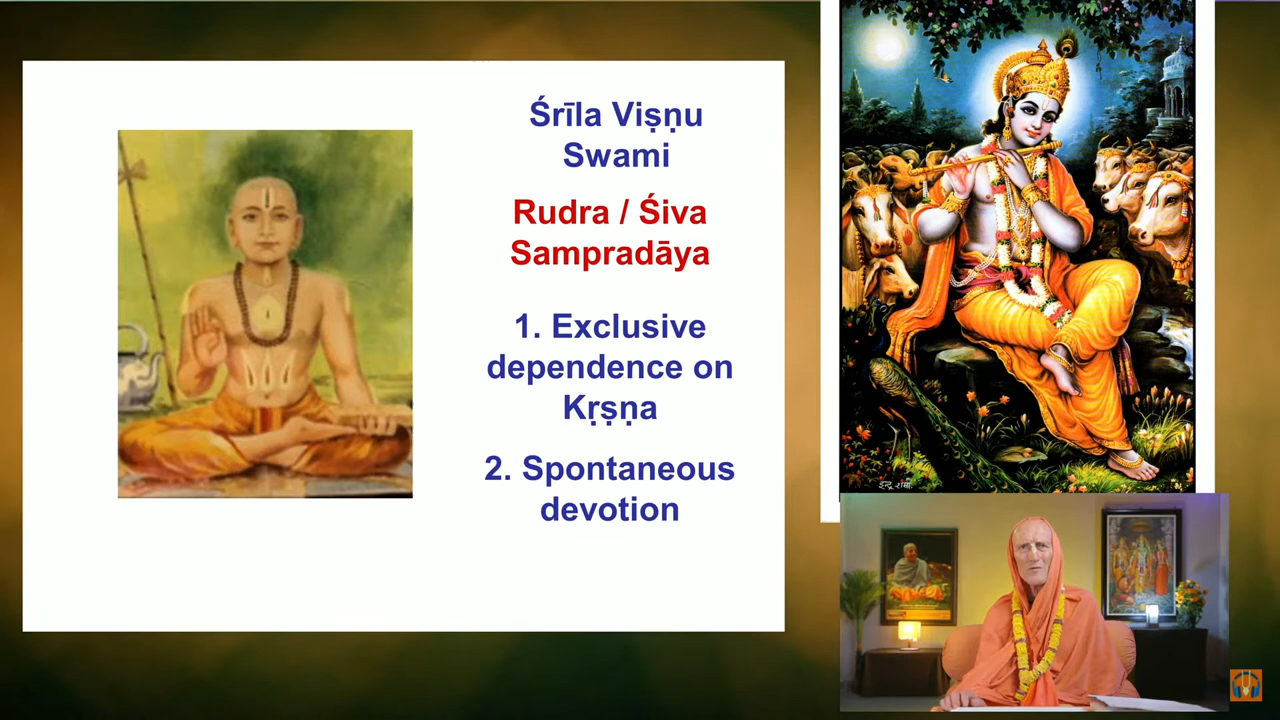 Śrīla Viṣṇu
Swami
Rudra / Śiva
Sampradāya
1. Exclusive
dependence on
Kṛṣṇa
2. Spontaneous
devotion